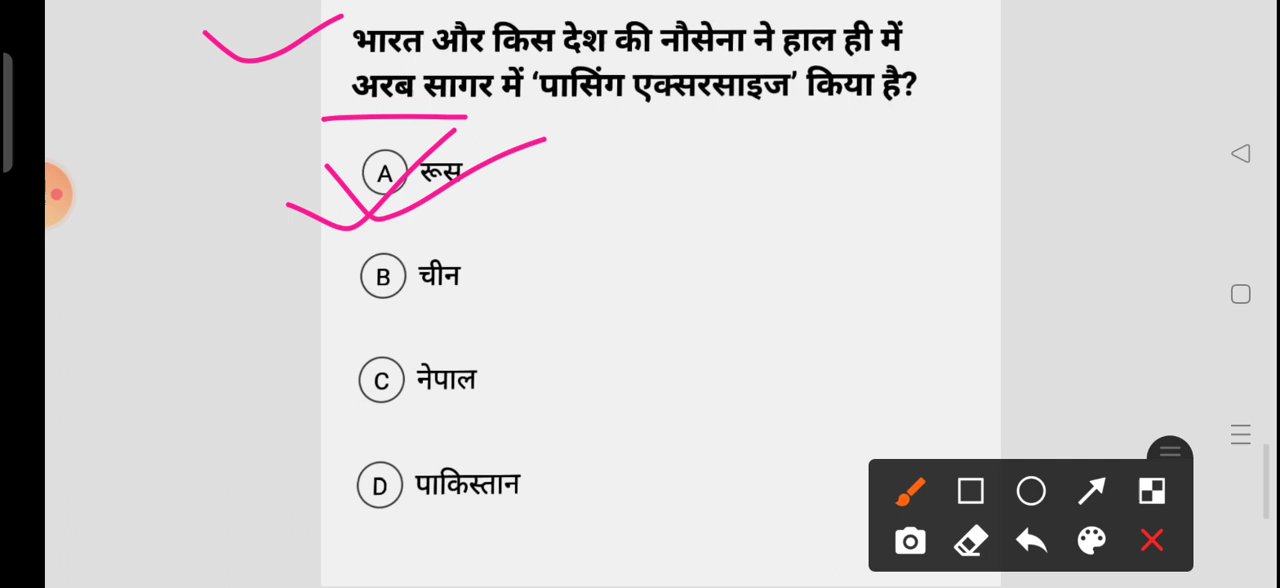 भारत और किस देश की नौसेना ने हाल ही में
अरब सागर में ‘पासिंग एक्सरसाइज’ किया है?
A रूस
B चीन
C नेपाल
D पाकिस्तान